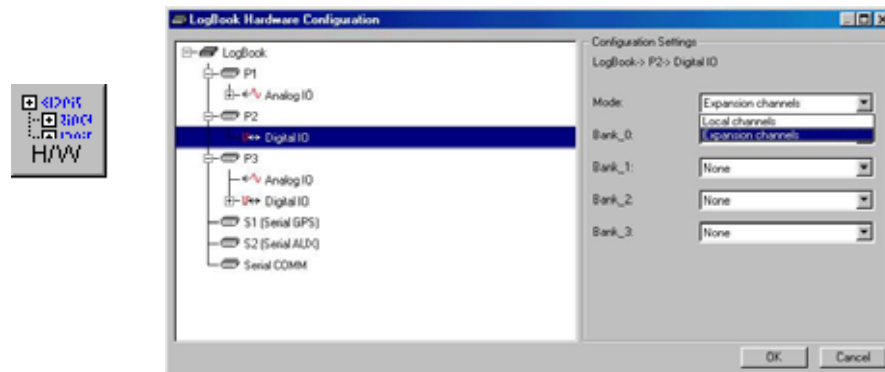 H/W
LogBook Hardware Configuration
LogBook
P1
Analog IO
P2
Digital IO
P3
Analog IO
Digital IO
S1 (Serial GPS)
S2 (Serial AUX)
Serial COMM
Configuration Settings
LogBook-> P2-> Digital IO
Mode: Expansion channels
Local channels
Expansion channels
Bank_0:
Bank_1: None
Bank_2: None
Bank_3: None
OK Cancel